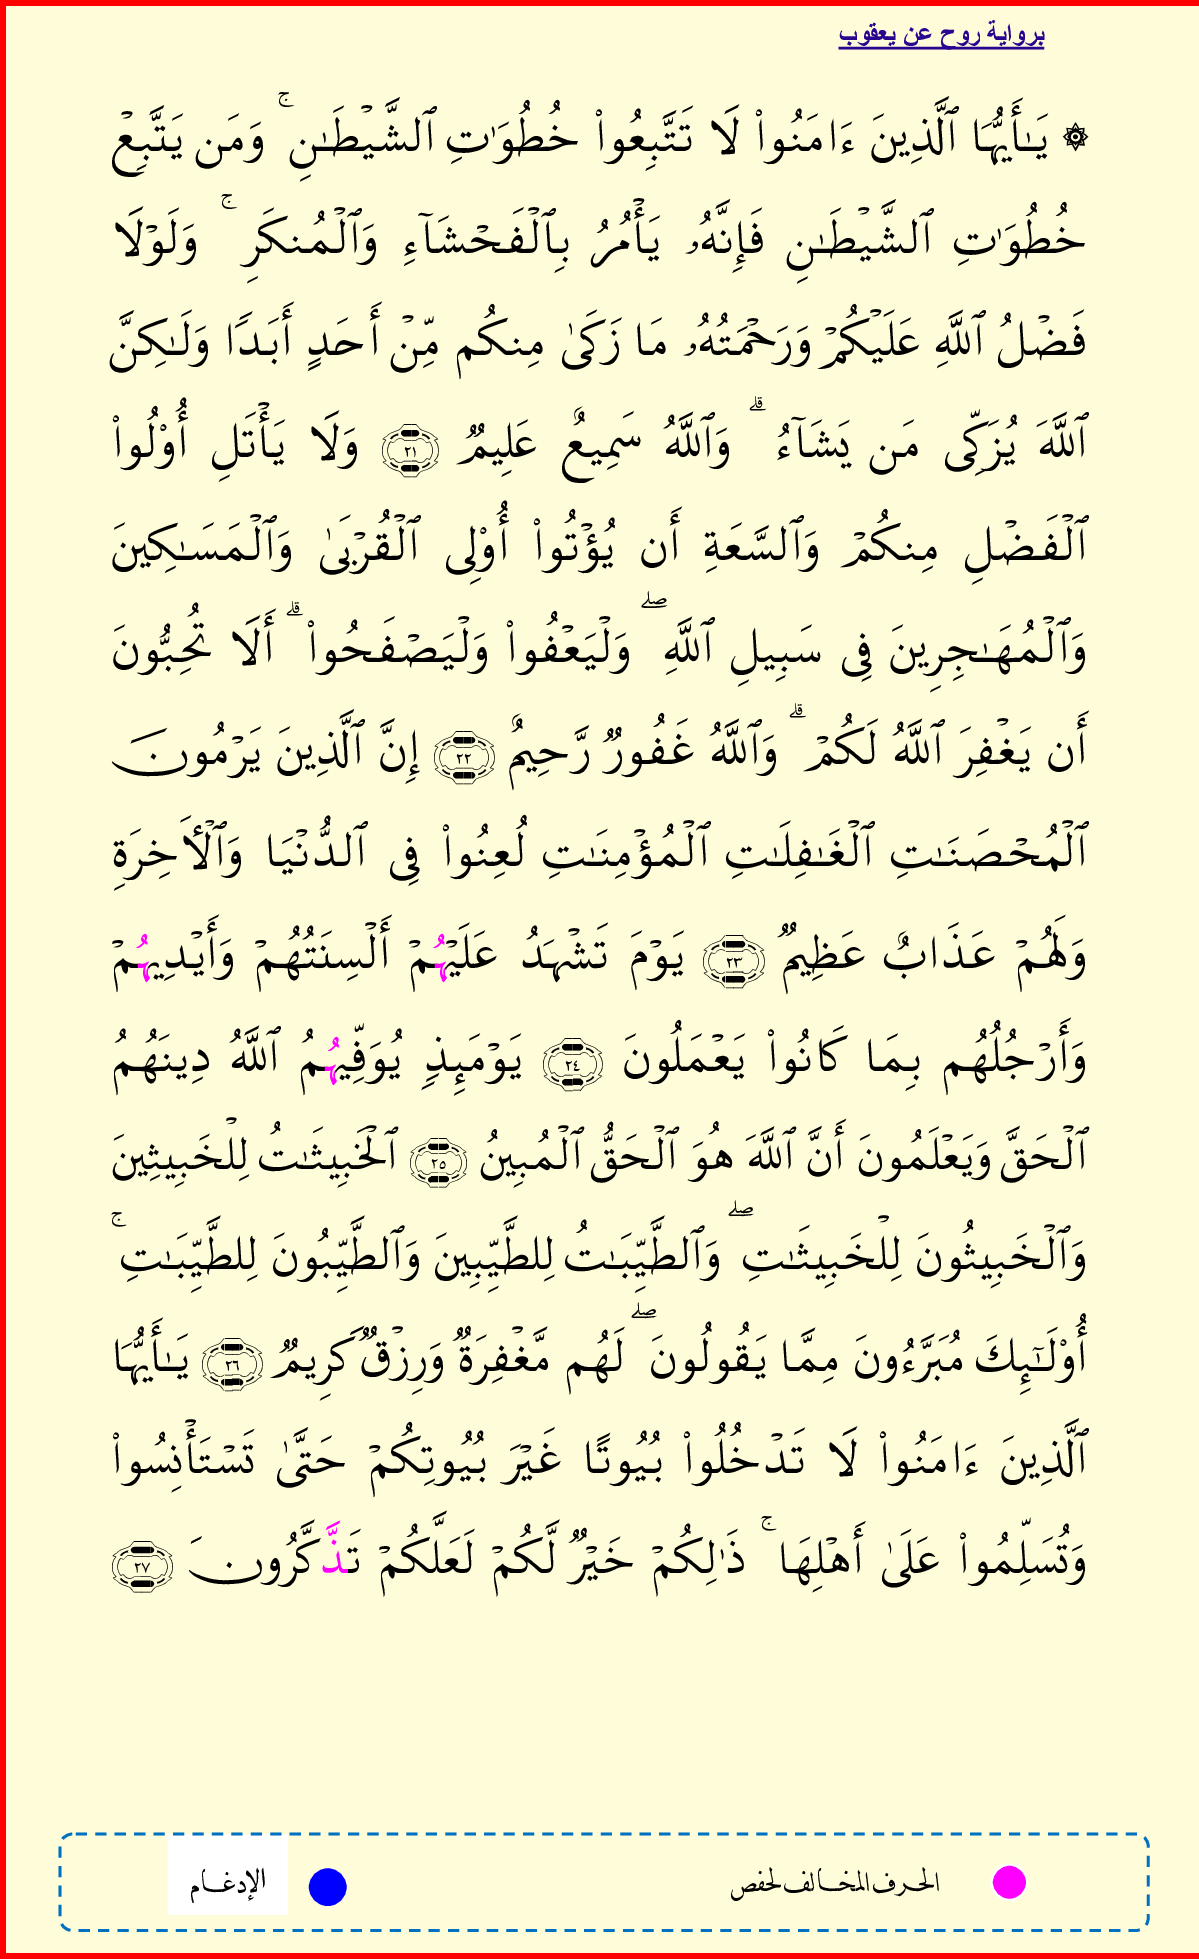 برواية روح عن يعقوب
۞ يَـٰٓأَيُّهَا ٱلَّذِينَ ءَامَنُوا۟ لَا تَتَّبِعُوا۟ خُطُوَٰتِ ٱلشَّيْطَـٰنِ ۚ وَمَن يَتَّبِعْ
خُطُوَٰتِ ٱلشَّيْطَـٰنِ فَإِنَّهُۥ يَأْمُرُ بِٱلْفَحْشَآءِ وَٱلْمُنكَرِ ۚ وَلَوْلَا
فَضْلُ ٱللَّهِ عَلَيْكُمْ وَرَحْمَتُهُۥ مَا زَكَىٰ مِنكُم مِّنْ أَحَدٍ أَبَدًا وَلَـٰكِنَّ
ٱللَّهَ يُزَكِّى مَن يَشَآءُ ۗ وَٱللَّهُ سَمِيعٌ عَلِيمٌ ٢١ وَلَا يَأْتَلِ أُو۟لُوا۟
ٱلْفَضْلِ مِنكُمْ وَٱلسَّعَةِ أَن يُؤْتُوا۟ أُو۟لِى ٱلْقُرْبَىٰ وَٱلْمَسَـٰكِينَ
وَٱلْمُهَـٰجِرِينَ فِى سَبِيلِ ٱللَّهِ ۖ وَلْيَعْفُوا۟ وَلْيَصْفَحُوا۟ ۗ أَلَا تُحِبُّونَ
أَن يَغْفِرَ ٱللَّهُ لَكُمْ ۗ وَٱللَّهُ غَفُورٌ رَّحِيمٌ ٢٢ إِنَّ ٱلَّذِينَ يَرْمُونَ
ٱلْمُحْصَنَـٰتِ ٱلْغَـٰفِلَـٰتِ ٱلْمُؤْمِنَـٰتِ لُعِنُوا۟ فِى ٱلدُّنْيَا وَٱلْـَٔاخِرَةِ
وَلَهُمْ عَذَابٌ عَظِيمٌ ٢٣ يَوْمَ تَشْهَدُ عَلَيْهُمْ أَلْسِنَتُهُمْ وَأَيْدِيهُمْ
وَأَرْجُلُهُم بِمَا كَانُوا۟ يَعْمَلُونَ ٢٤ يَوْمَئِذٍ يُوَفِّيهُمُ ٱللَّهُ دِينَهُمُ
ٱلْحَقَّ وَيَعْلَمُونَ أَنَّ ٱللَّهَ هُوَ ٱلْحَقُّ ٱلْمُبِينُ ٢٥ ٱلْخَبِيثَـٰتُ لِلْخَبِيثِينَ
وَٱلْخَبِيثُونَ لِلْخَبِيثَـٰتِ ۖ وَٱلطَّيِّبَـٰتُ لِلطَّيِّبِينَ وَٱلطَّيِّبُونَ لِلطَّيِّبَـٰتِ ۚ
أُو۟لَـٰٓئِكَ مُبَرَّءُونَ مِمَّا يَقُولُونَ ۖ لَهُم مَّغْفِرَةٌ وَرِزْقٌ كَرِيمٌ ٢٦ يَـٰٓأَيُّهَا
ٱلَّذِينَ ءَامَنُوا۟ لَا تَدْخُلُوا۟ بُيُوتًا غَيْرَ بُيُوتِكُمْ حَتَّىٰ تَسْتَأْنِسُوا۟
وَتُسَلِّمُوا۟ عَلَىٰٓ أَهْلِهَا ۚ ذَٰلِكُمْ خَيْرٌ لَّكُمْ لَعَلَّكُمْ تَذَّكَّرُونَ ٢٧
الحرف المخالف لحفص
الإدغام